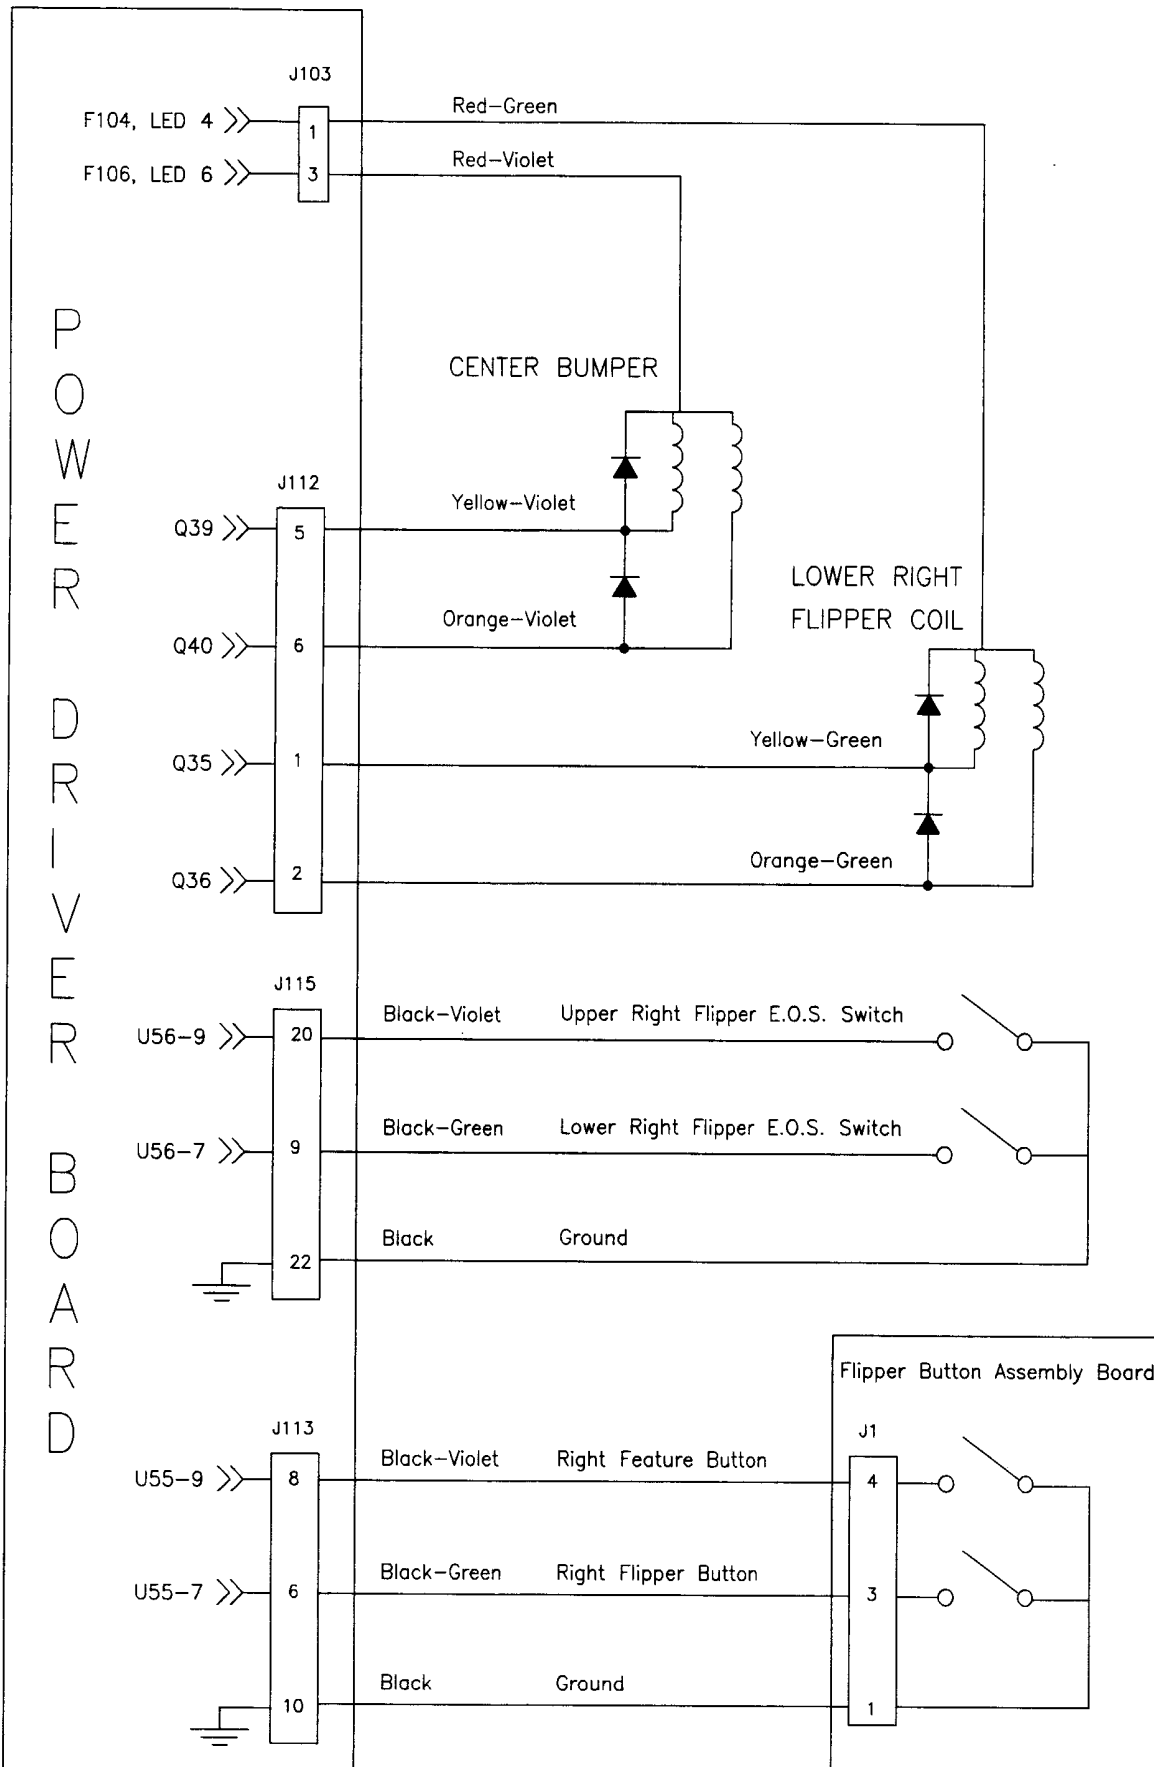 POWER DRIVER BOARD
J103
F104, LED 4
1
Red-Green
F106, LED 6
3
Red-Violet
CENTER BUMPER
J112
Q39
5
Yellow-Violet
Q40
6
Orange-Violet
LOWER RIGHT
FLIPPER COIL
Q35
1
Yellow-Green
Q36
2
Orange-Green
J115
U56-9
20
Black-Violet
Upper Right Flipper E.O.S. Switch
U56-7
9
Black-Green
Lower Right Flipper E.O.S. Switch
22
Black
Ground
Flipper Button Assembly Board
J113
J1
U55-9
8
Black-Violet
Right Feature Button
4
U55-7
6
Black-Green
Right Flipper Button
3
10
Black
Ground
1